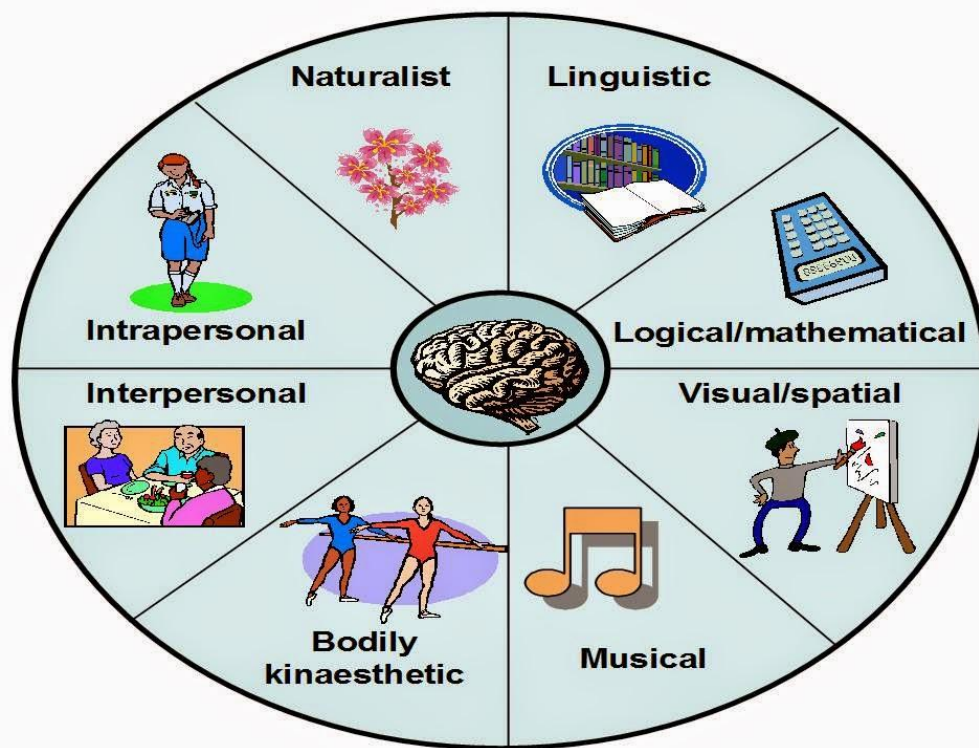 Naturalist
Linguistic
Intrapersonal
Logical/mathematical
Interpersonal
Visual/spatial
Bodily
kinaesthetic
Musical